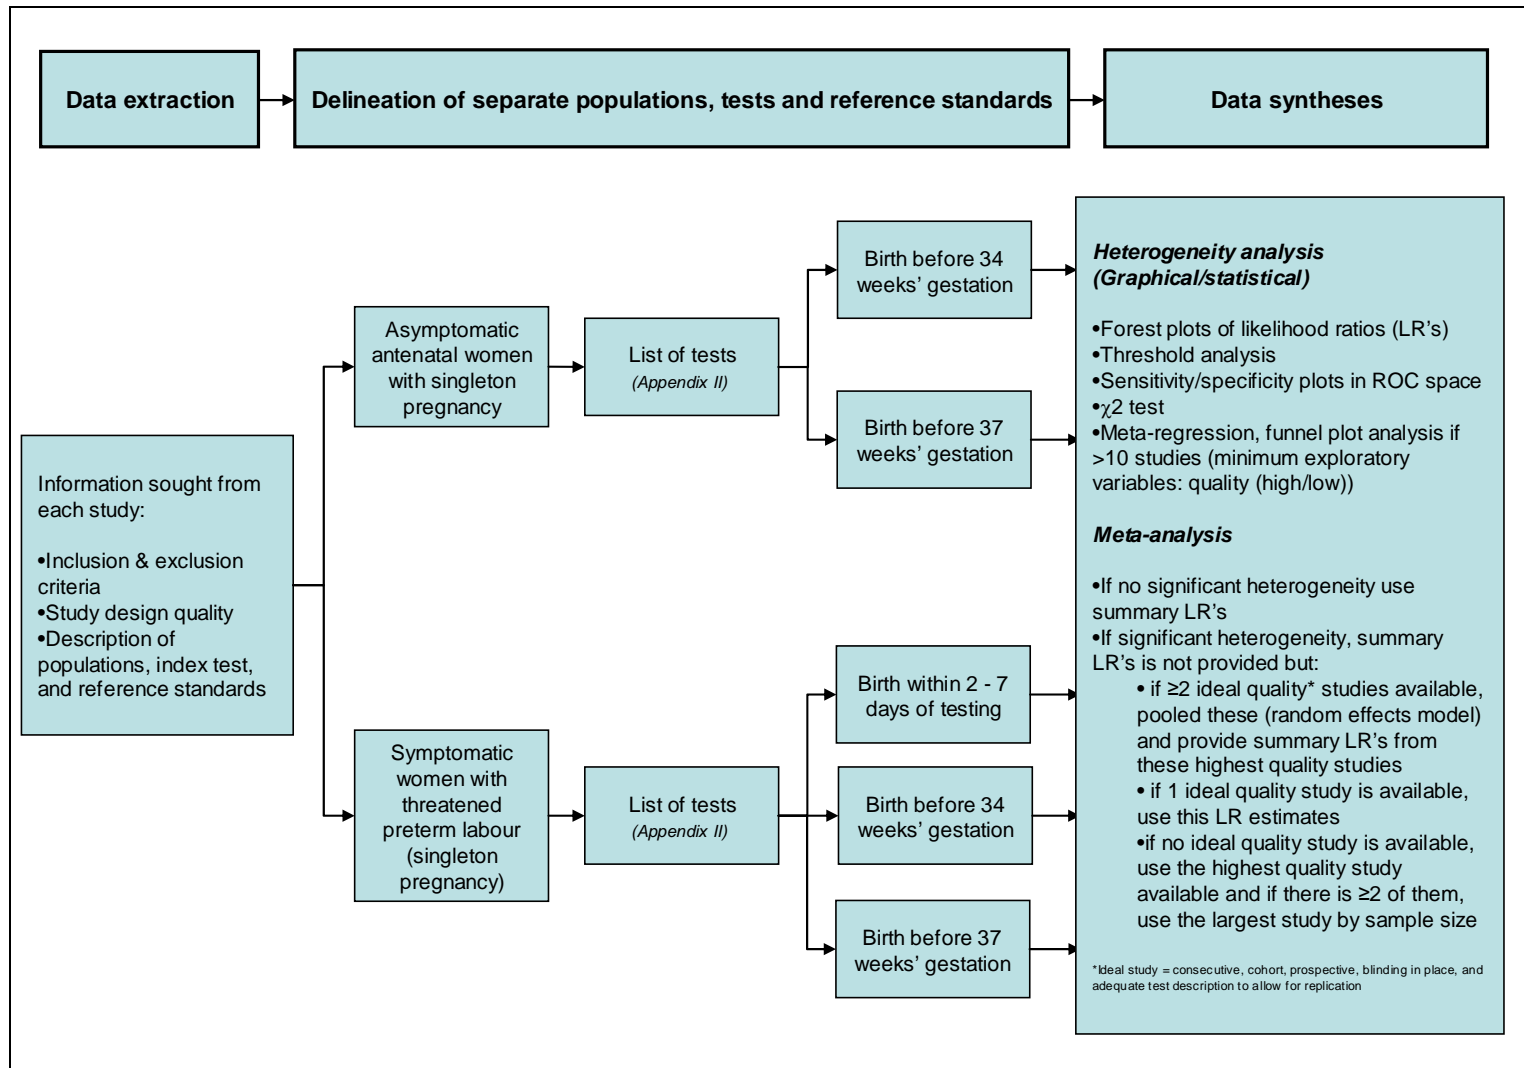 Data extraction
Delineation of separate populations, tests and reference standards
Data syntheses
Information sought from
each study:
•Inclusion & exclusion
criteria
•Study design quality
•Description of
populations, index test,
and reference standards
Asymptomatic
antenatal women
with singleton
pregnancy
List of tests
(Appendix II)
Birth before 34
weeks’ gestation
Birth before 37
weeks’ gestation
Symptomatic
women with
threatened
preterm labour
(singleton
pregnancy)
List of tests
(Appendix II)
Birth within 2 - 7
days of testing
Birth before 34
weeks’ gestation
Birth before 37
weeks’ gestation
Heterogeneity analysis
(Graphical/statistical)
•Forest plots of likelihood ratios (LR’s)
•Threshold analysis
•Sensitivity/specificity plots in ROC space
•χ2 test
•Meta-regression, funnel plot analysis if
>10 studies (minimum exploratory
variables: quality (high/low))
Meta-analysis
•If no significant heterogeneity use
summary LR’s
•If significant heterogeneity, summary
LR’s is not provided but:
• if ≥2 ideal quality* studies available,
pooled these (random effects model)
and provide summary LR’s from
these highest quality studies
• if 1 ideal quality study is available,
use this LR estimates
•if no ideal quality study is available,
use the highest quality study
available and if there is ≥2 of them,
use the largest study by sample size
*Ideal study = consecutive, cohort, prospective, blinding in place, and
adequate test description to allow for replication